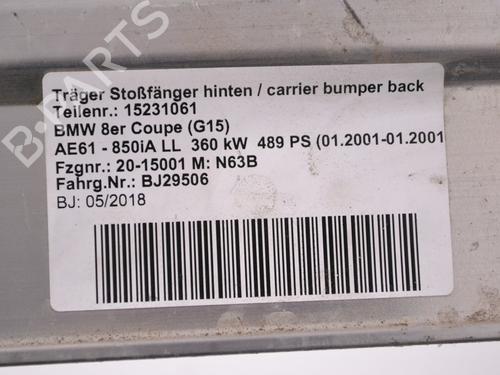 B-PARTS
Träger Stoßfänger hinten / carrier bumper back
Teilenr.: 15231061
BMW 8er Coupe (G15)
AE61 - 850iA LL 360 kW 489 PS (01.2001-01.2001
Fzgnr.: 20-15001 M: N63B
Fahrg.Nr.: BJ29506
BJ: 05/2018